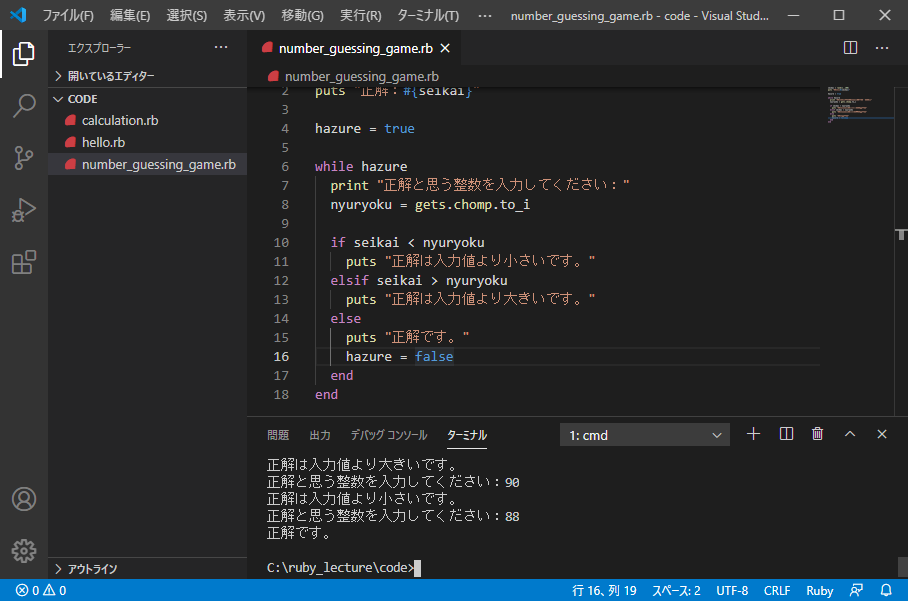 ファイル(F) 編集(E) 選択(S) 表示(V) 移動(G) 実行(R) ターミナル(T) ··· number_guessing_game.rb - code - Visual Stud...
エクスプローラー ···
開いているエディター
CODE
calculation.rb
hello.rb
number_guessing_game.rb
アウトライン
number_guessing_game.rb
number_guessing_game.rb
2 puts "正解：#{seikai}"
3
4 hazure = true
5
6 while hazure
7 print "正解と思う整数を入力してください："
8 nyuryoku = gets.chomp.to_i
9
10 if seikai < nyuryoku
11 puts "正解は入力値より小さいです。"
12 elsif seikai > nyuryoku
13 puts "正解は入力値より大きいです。"
14 else
15 puts "正解です。"
16 hazure = false
17 end
18 end
問題 出力 デバッグ コンソール ターミナル 1: cmd
正解は入力値より大きいです。
正解と思う整数を入力してください：90
正解は入力値より小さいです。
正解と思う整数を入力してください：88
正解です。
C:\ruby_lecture\code>
0 0 行 16、列 19 スペース: 2 UTF-8 CRLF Ruby